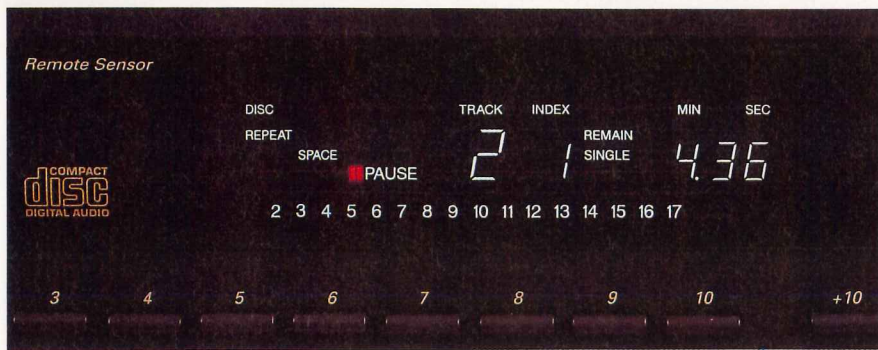 Remote Sensor
DISC TRACK INDEX MIN SEC
REPEAT REMAIN
SPACE SINGLE
PAUSE 2 1 4.36
COMPACT
disc
DIGITAL AUDIO
2 3 4 5 6 7 8 9 10 11 12 13 14 15 16 17
3 4 5 6 7 8 9 10 +10